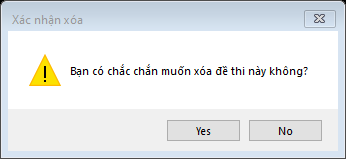 Xác nhận xóa
Bạn có chắc chắn muốn xóa đề thi này không?
Yes
No